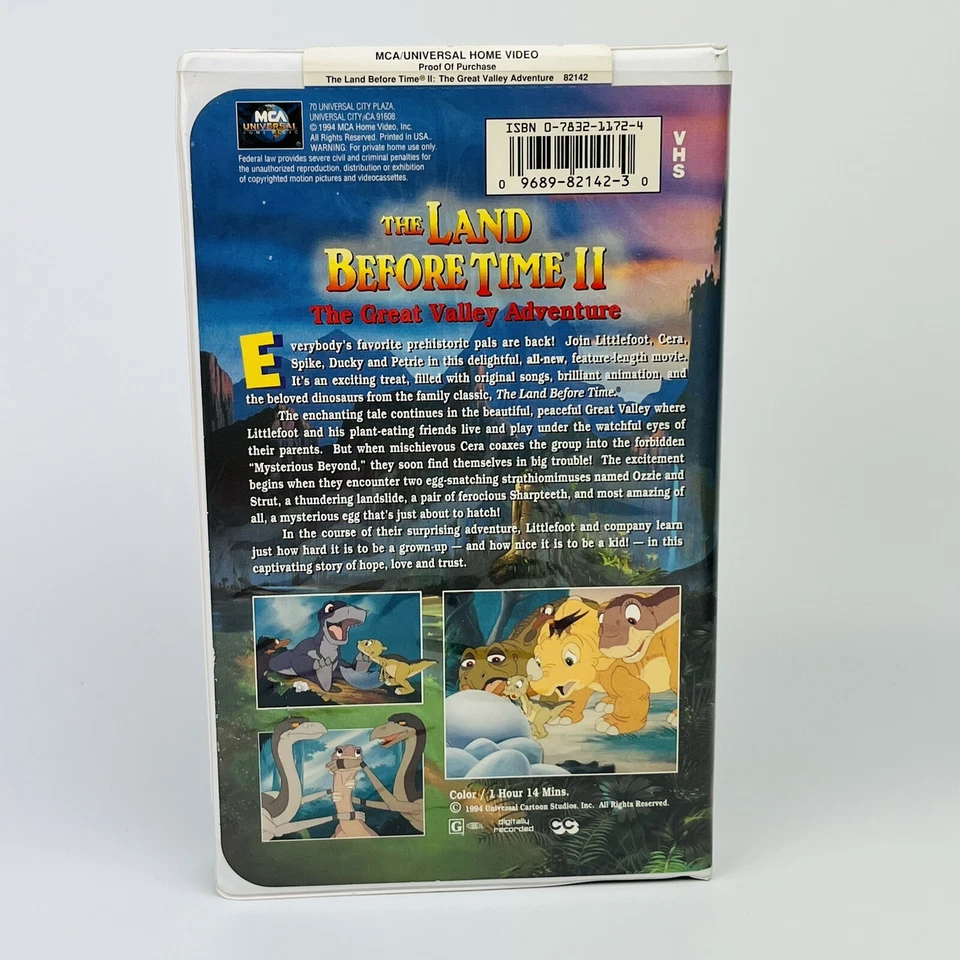 MCA/UNIVERSAL HOME VIDEO
Proof Of Purchase
The Land Before Time® II: The Great Valley Adventure 82142
MCA
UNIVERSAL
HOME VIDEO
70 UNIVERSAL CITY PLAZA,
UNIVERSAL CITY, CA 91608
© 1994 MCA Home Video, Inc.
All Rights Reserved. Printed in USA.
WARNING: For private home use only.
Federal law provides severe civil and criminal penalties for
the unauthorized reproduction, distribution or exhibition
of copyrighted motion pictures and videocassettes.
ISBN 0-7832-1172-4
0 9689-82142-3 0
VHS
THE LAND
BEFORE TIME® II
The Great Valley Adventure
Everybody's favorite prehistoric pals are back! Join Littlefoot, Cera,
Spike, Ducky and Petrie in this delightful, all-new, feature-length movie.
It's an exciting treat, filled with original songs, brilliant animation, and
the beloved dinosaurs from the family classic, The Land Before Time.®
The enchanting tale continues in the beautiful, peaceful Great Valley where
Littlefoot and his plant-eating friends live and play under the watchful eyes of
their parents. But when mischievous Cera coaxes the group into the forbidden
“Mysterious Beyond,” they soon find themselves in big trouble! The excitement
begins when they encounter two egg-snatching struthiomimuses named Ozzie and
Strut, a thundering landslide, a pair of ferocious Sharpteeth, and most amazing of
all, a mysterious egg that's just about to hatch!
In the course of their surprising adventure, Littlefoot and company learn
just how hard it is to be a grown-up — and how nice it is to be a kid! — in this
captivating story of hope, love and trust.
Color / 1 Hour 14 Mins.
© 1994 Universal Cartoon Studios, Inc. All Rights Reserved.
G digitally recorded CC